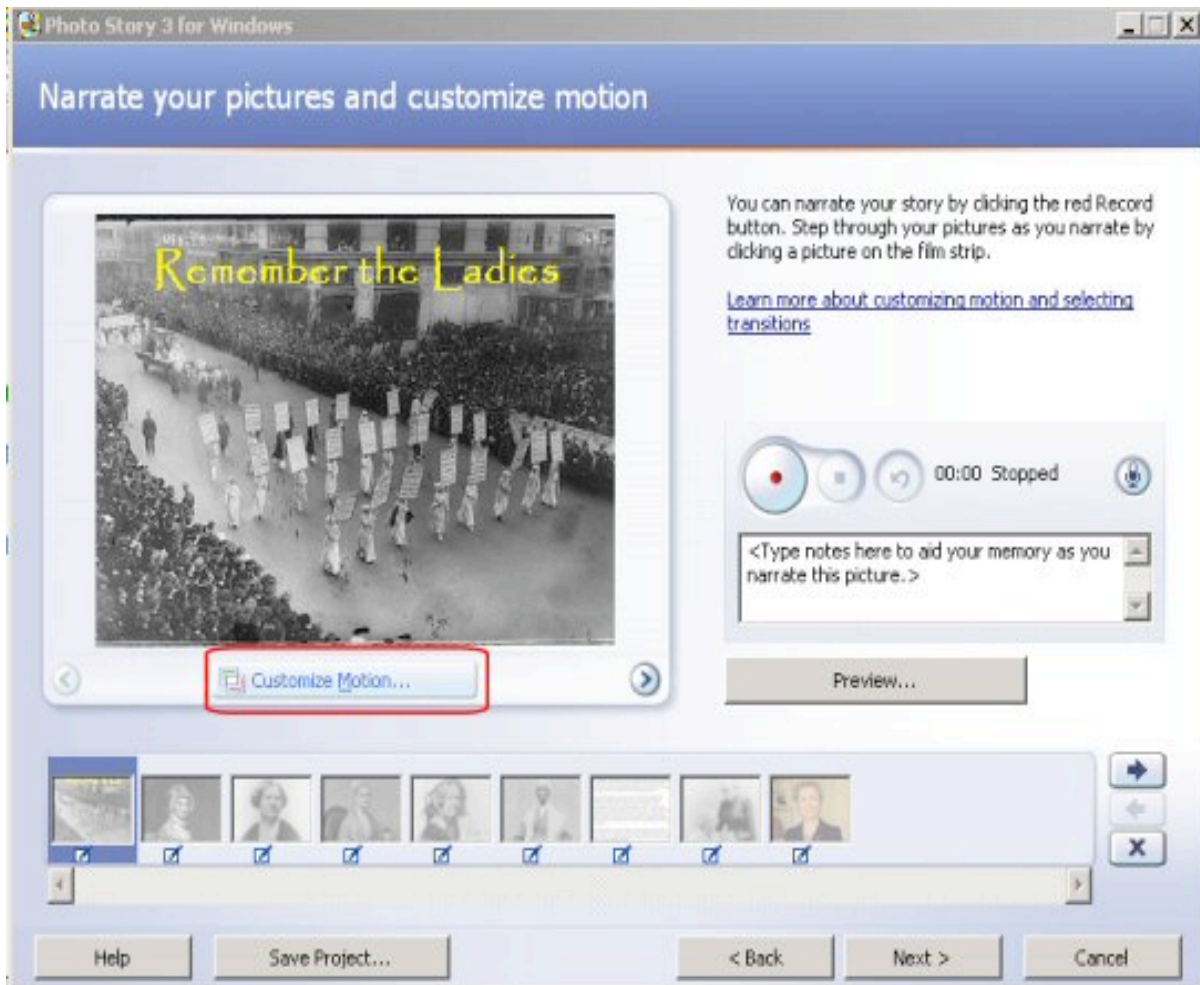 Photo Story 3 for Windows
Narrate your pictures and customize motion
Remember the Ladies
You can narrate your story by clicking the red Record
button. Step through your pictures as you narrate by
clicking a picture on the film strip.
Learn more about customizing motion and selecting
transitions
00:00 Stopped
<Type notes here to aid your memory as you
narrate this picture.>
Customize Motion...
Preview...
Help
Save Project...
< Back
Next >
Cancel